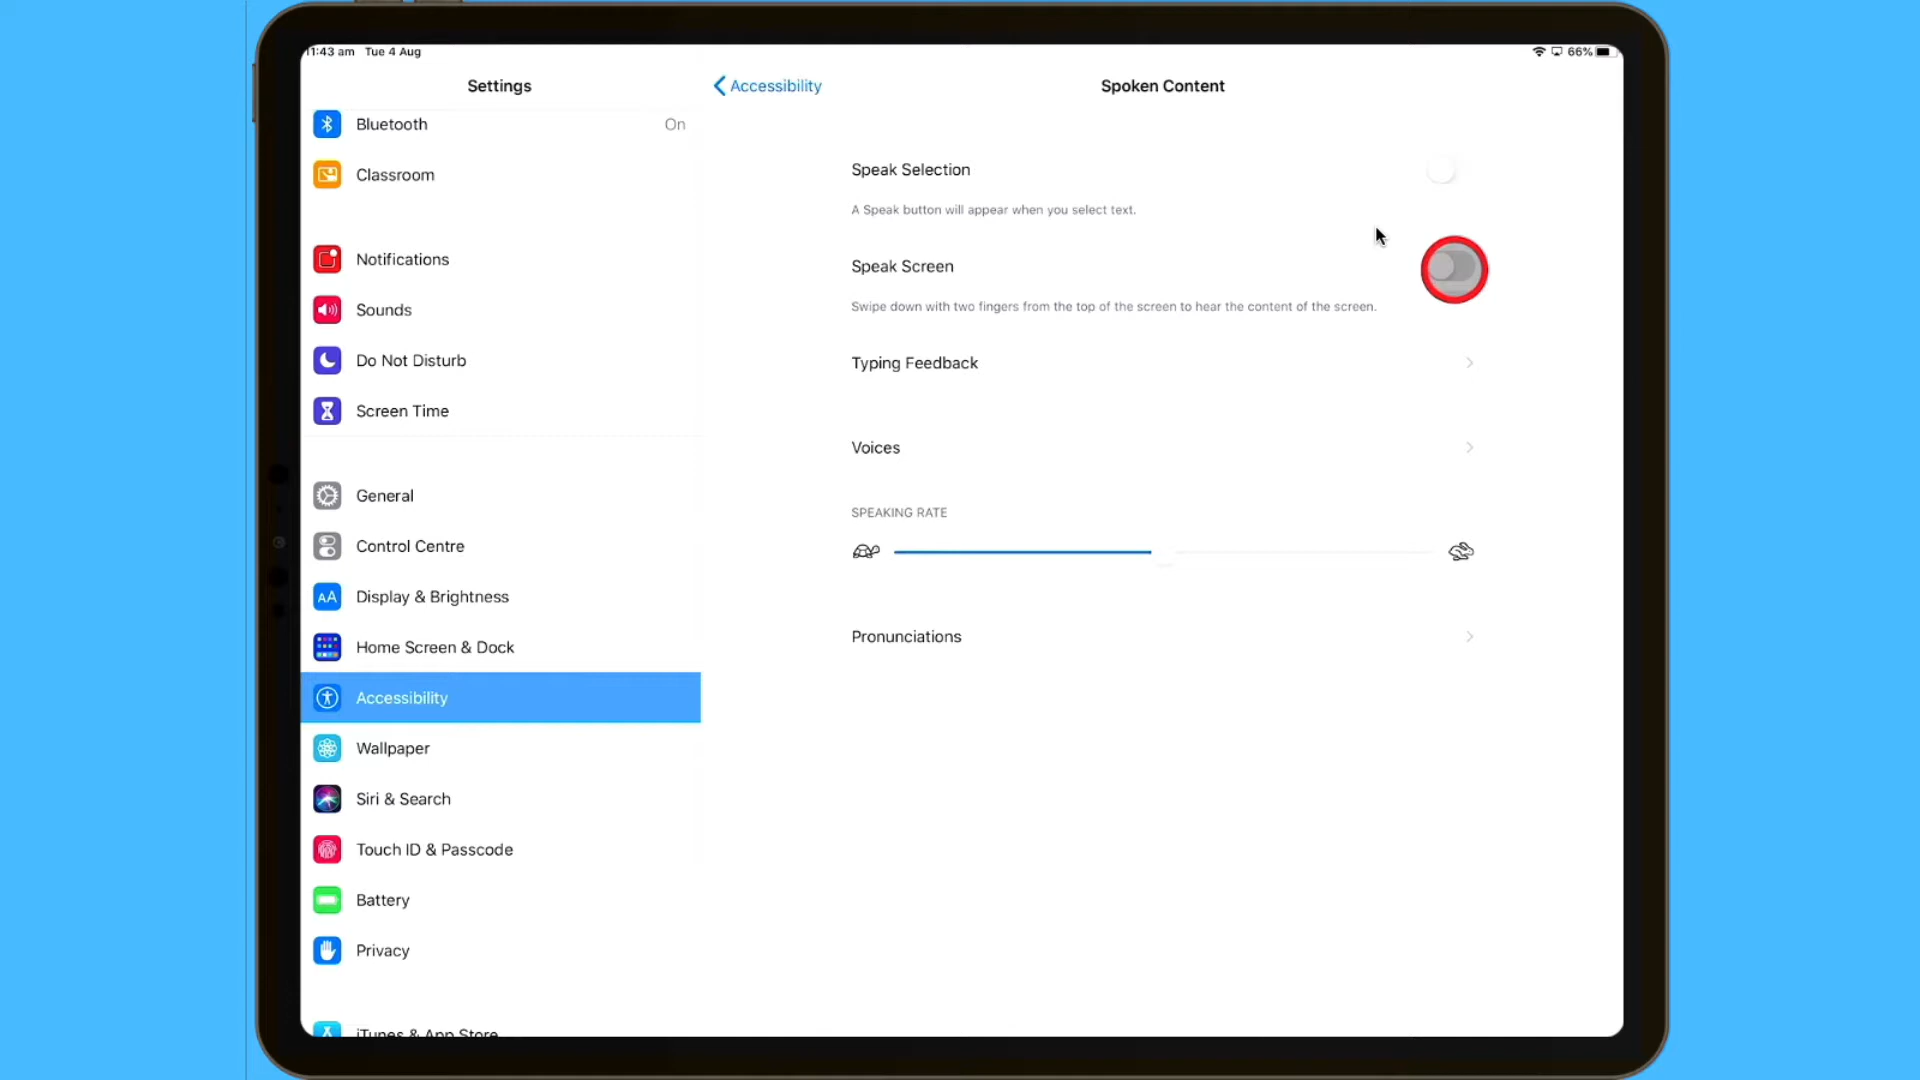 11:43 am Tue 4 Aug
66%
Settings
Bluetooth
On
Classroom
Notifications
Sounds
Do Not Disturb
Screen Time
General
Control Centre
AA
Display & Brightness
Home Screen & Dock
Accessibility
Wallpaper
Siri & Search
Touch ID & Passcode
Battery
Privacy
iTunes & App Store
Accessibility
Spoken Content
Speak Selection
A Speak button will appear when you select text.
Speak Screen
Swipe down with two fingers from the top of the screen to hear the content of the screen.
Typing Feedback
Voices
SPEAKING RATE
Pronunciations